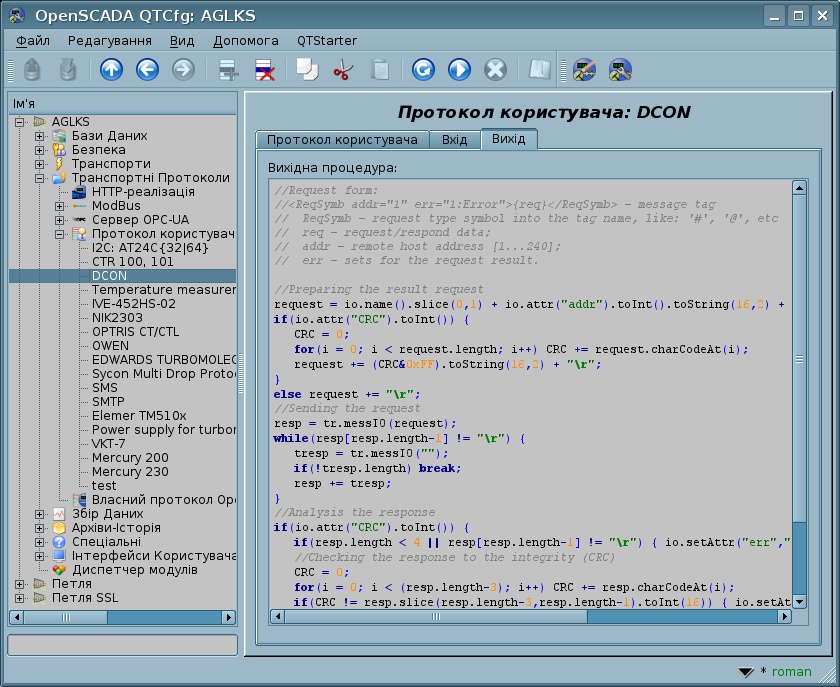 OpenSCADA QTCfg: AGLKS
Файл Редагування Вид Допомога QTStarter
Ім'я
AGLKS
Бази Даних
Безпека
Транспорти
Транспортні Протоколи
HTTP-реалізація
ModBus
Сервер OPC-UA
Протокол користувач
I2C: AT24C{32|64}
CTR 100, 101
DCON
Temperature measurer
IVE-452HS-02
NIK2303
OPTRIS CT/CTL
OWEN
EDWARDS TURBOMOLEC
Sycon Multi Drop Proto
SMS
SMTP
Elemer TM510x
Power supply for turbor
VKT-7
Mercury 200
Mercury 230
test
Власний протокол Ope
Збір Даних
Архіви-Історія
Спеціальні
Інтерфейси Користувача
Диспетчер модулів
Петля
Петля SSL
Протокол користувача: DCON
Протокол користувача Вхід Вихід
Вихідна процедура:
//Request form:
//<ReqSymb addr="1" err="1:Error">{req}</ReqSymb> - message tag
//  ReqSymb - request type symbol into the tag name, like: '#', '@', etc
//  req - request/respond data;
//  addr - remote host address [1...240];
//  err - sets for the request result.
//Preparing the result request
request = io.name().slice(0,1) + io.attr("addr").toInt().toString(16,2) +
if(io.attr("CRC").toInt()) {
CRC = 0;
for(i = 0; i < request.length; i++) CRC += request.charCodeAt(i);
request += (CRC&0xFF).toString(16,2) + "\r";
}
else request += "\r";
//Sending the request
resp = tr.messIO(request);
while(resp[resp.length-1] != "\r") {
tresp = tr.messIO("");
if(!tresp.length) break;
resp += tresp;
}
//Analysis the response
if(io.attr("CRC").toInt()) {
if(resp.length < 4 || resp[resp.length-1] != "\r") { io.setAttr("err","
//Checking the response to the integrity (CRC)
CRC = 0;
for(i = 0; i < (resp.length-3); i++) CRC += resp.charCodeAt(i);
if(CRC != resp.slice(resp.length-3,resp.length-1).toInt(16)) { io.setAt
* roman